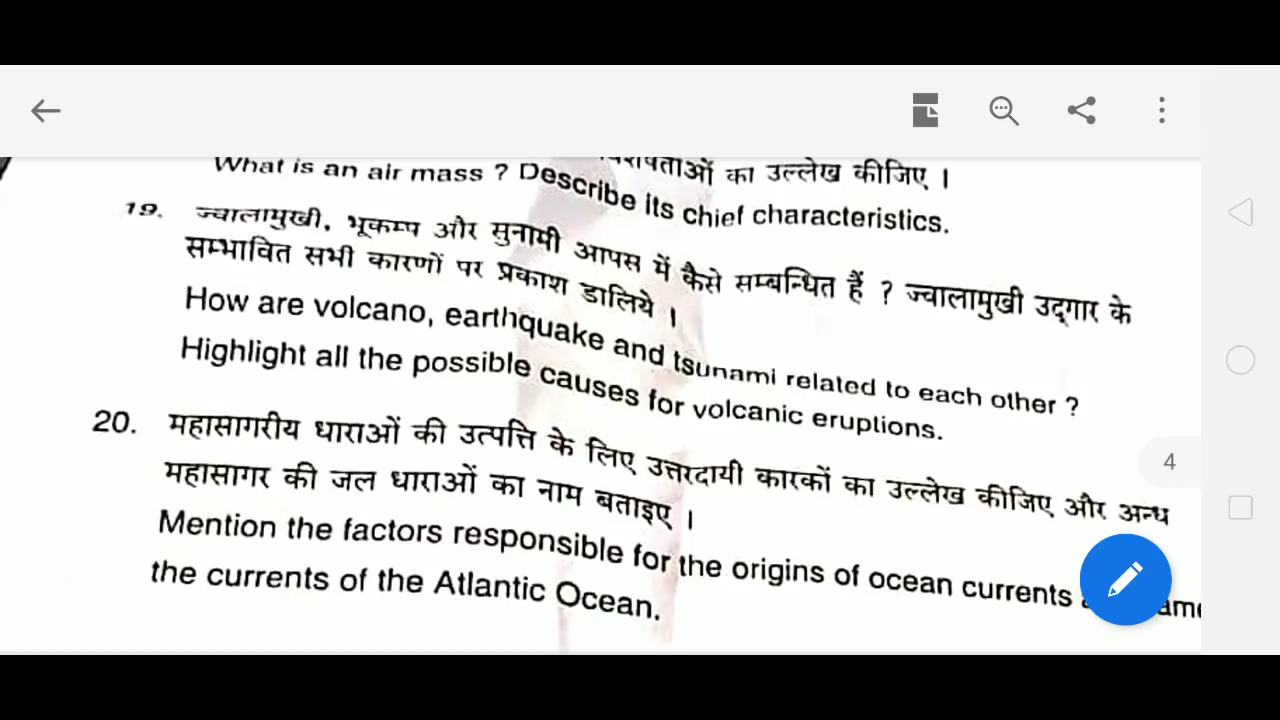 का उल्लेख कीजिए ।
What is an air mass ? Describe its chief characteristics.
19. ज्वालामुखी, भूकम्प और सुनामी आपस में कैसे सम्बन्धित हैं ? ज्वालामुखी उद्गार के
सम्भावित सभी कारणों पर प्रकाश डालिये ।
How are volcano, earthquake and tsunami related to each other ?
Highlight all the possible causes for volcanic eruptions.
20. महासागरीय धाराओं की उत्पत्ति के लिए उत्तरदायी कारकों का उल्लेख कीजिए और अन्ध
महासागर की जल धाराओं का नाम बताइए ।
Mention the factors responsible for the origins of ocean currents
the currents of the Atlantic Ocean.
4